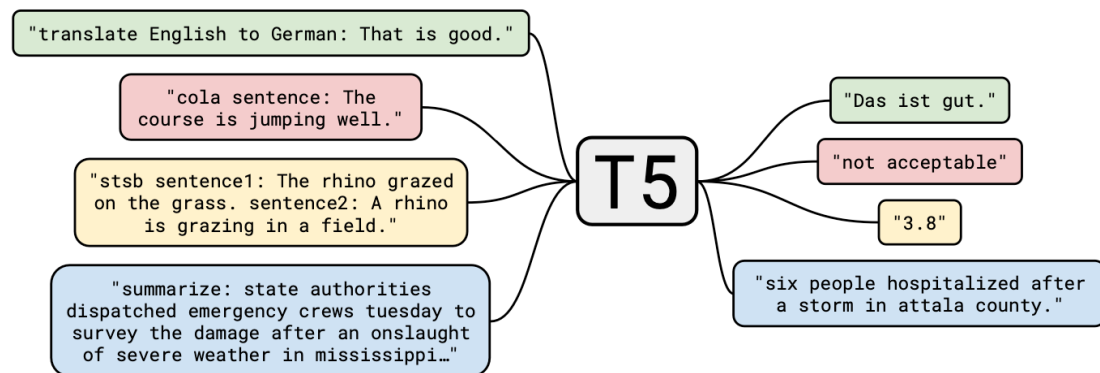 "translate English to German: That is good."
"cola sentence: The
course is jumping well."
"stsb sentence1: The rhino grazed
on the grass. sentence2: A rhino
is grazing in a field."
"summarize: state authorities
dispatched emergency crews tuesday to
survey the damage after an onslaught
of severe weather in mississippi…"
T5
"Das ist gut."
"not acceptable"
"3.8"
"six people hospitalized after
a storm in attala county."